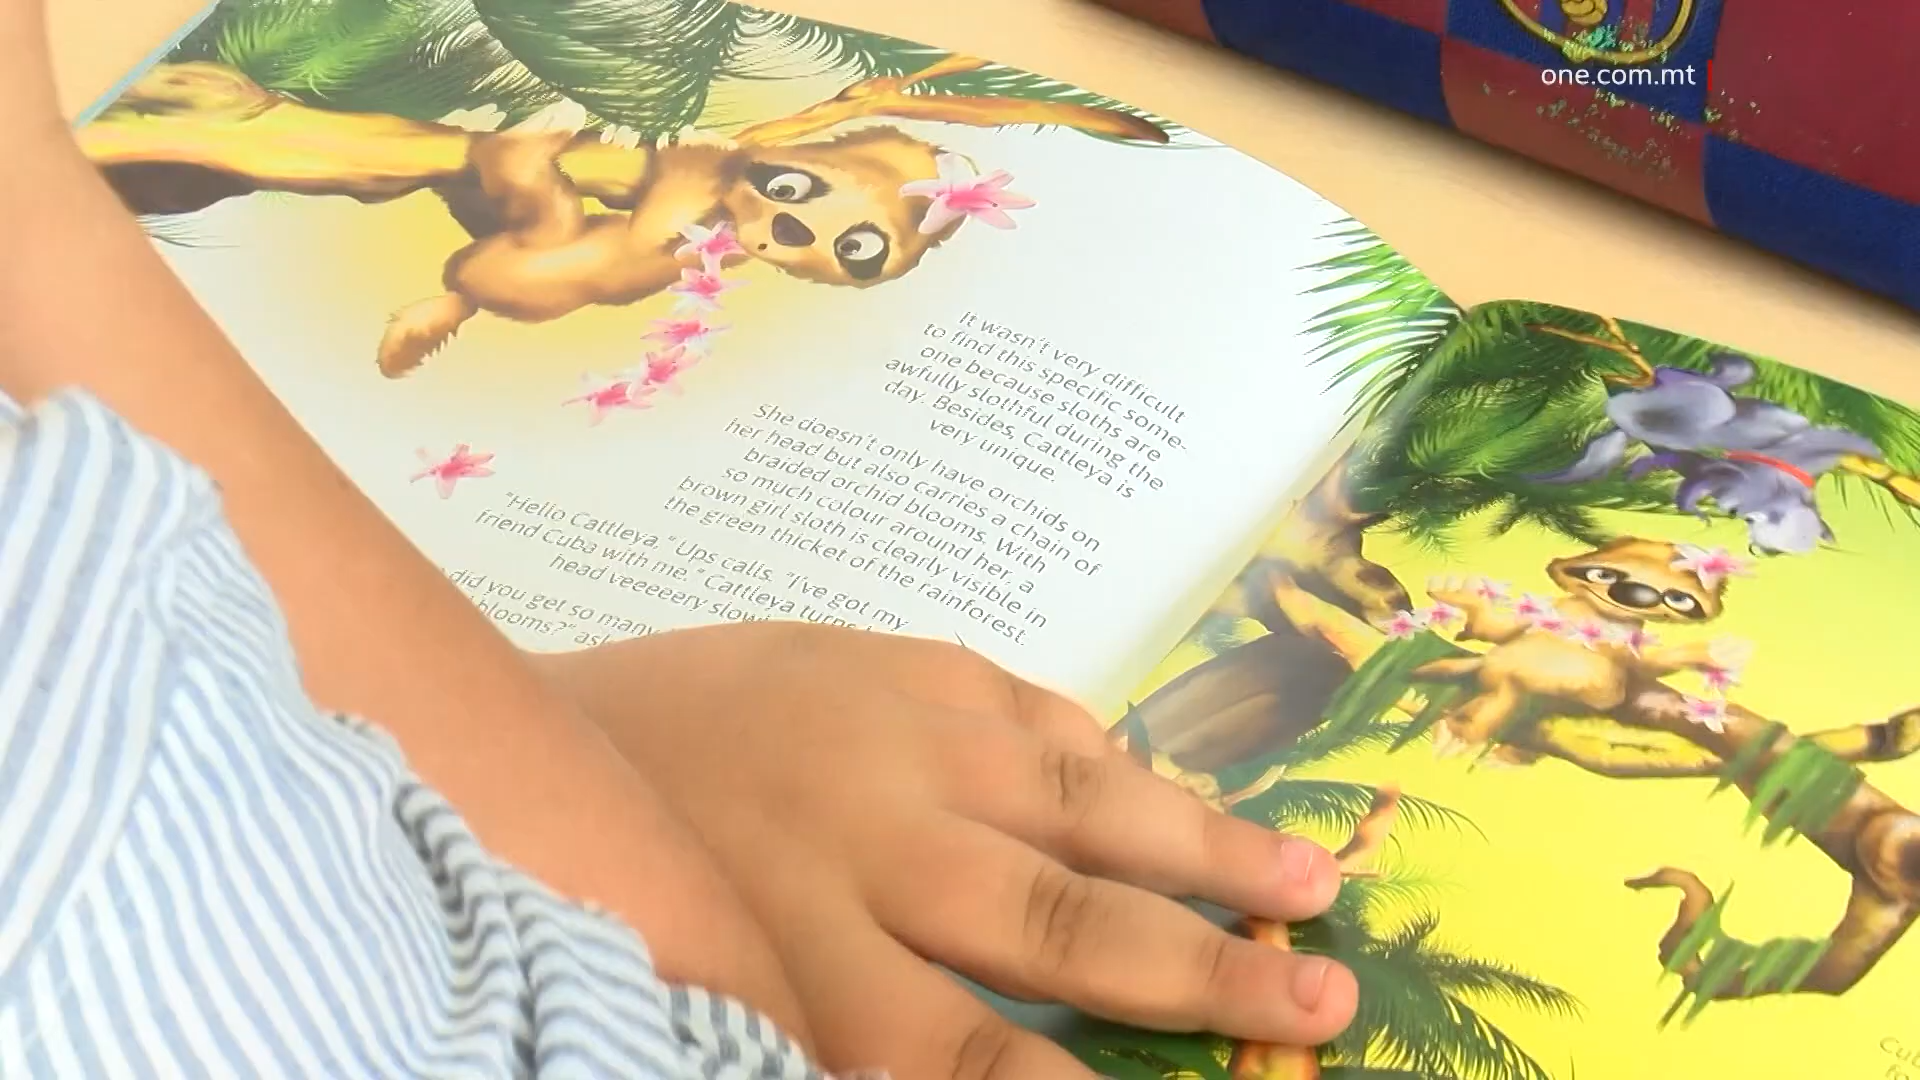 one.com.mt
It wasn't very difficult
to find this specific some-
one because sloths are
awfully slothful during the
day. Besides, Cattleya is
very unique.
She doesn't only have orchids on
her head but also carries a chain of
braided orchid blooms. With
so much colour around her, a
brown girl sloth is clearly visible in
the green thicket of the rainforest.
"Hello Cattleya," Ups calls. "I've got my
friend Cuba with me." Cattleya turns
head veeeeery slow
did you get so many
blooms?"